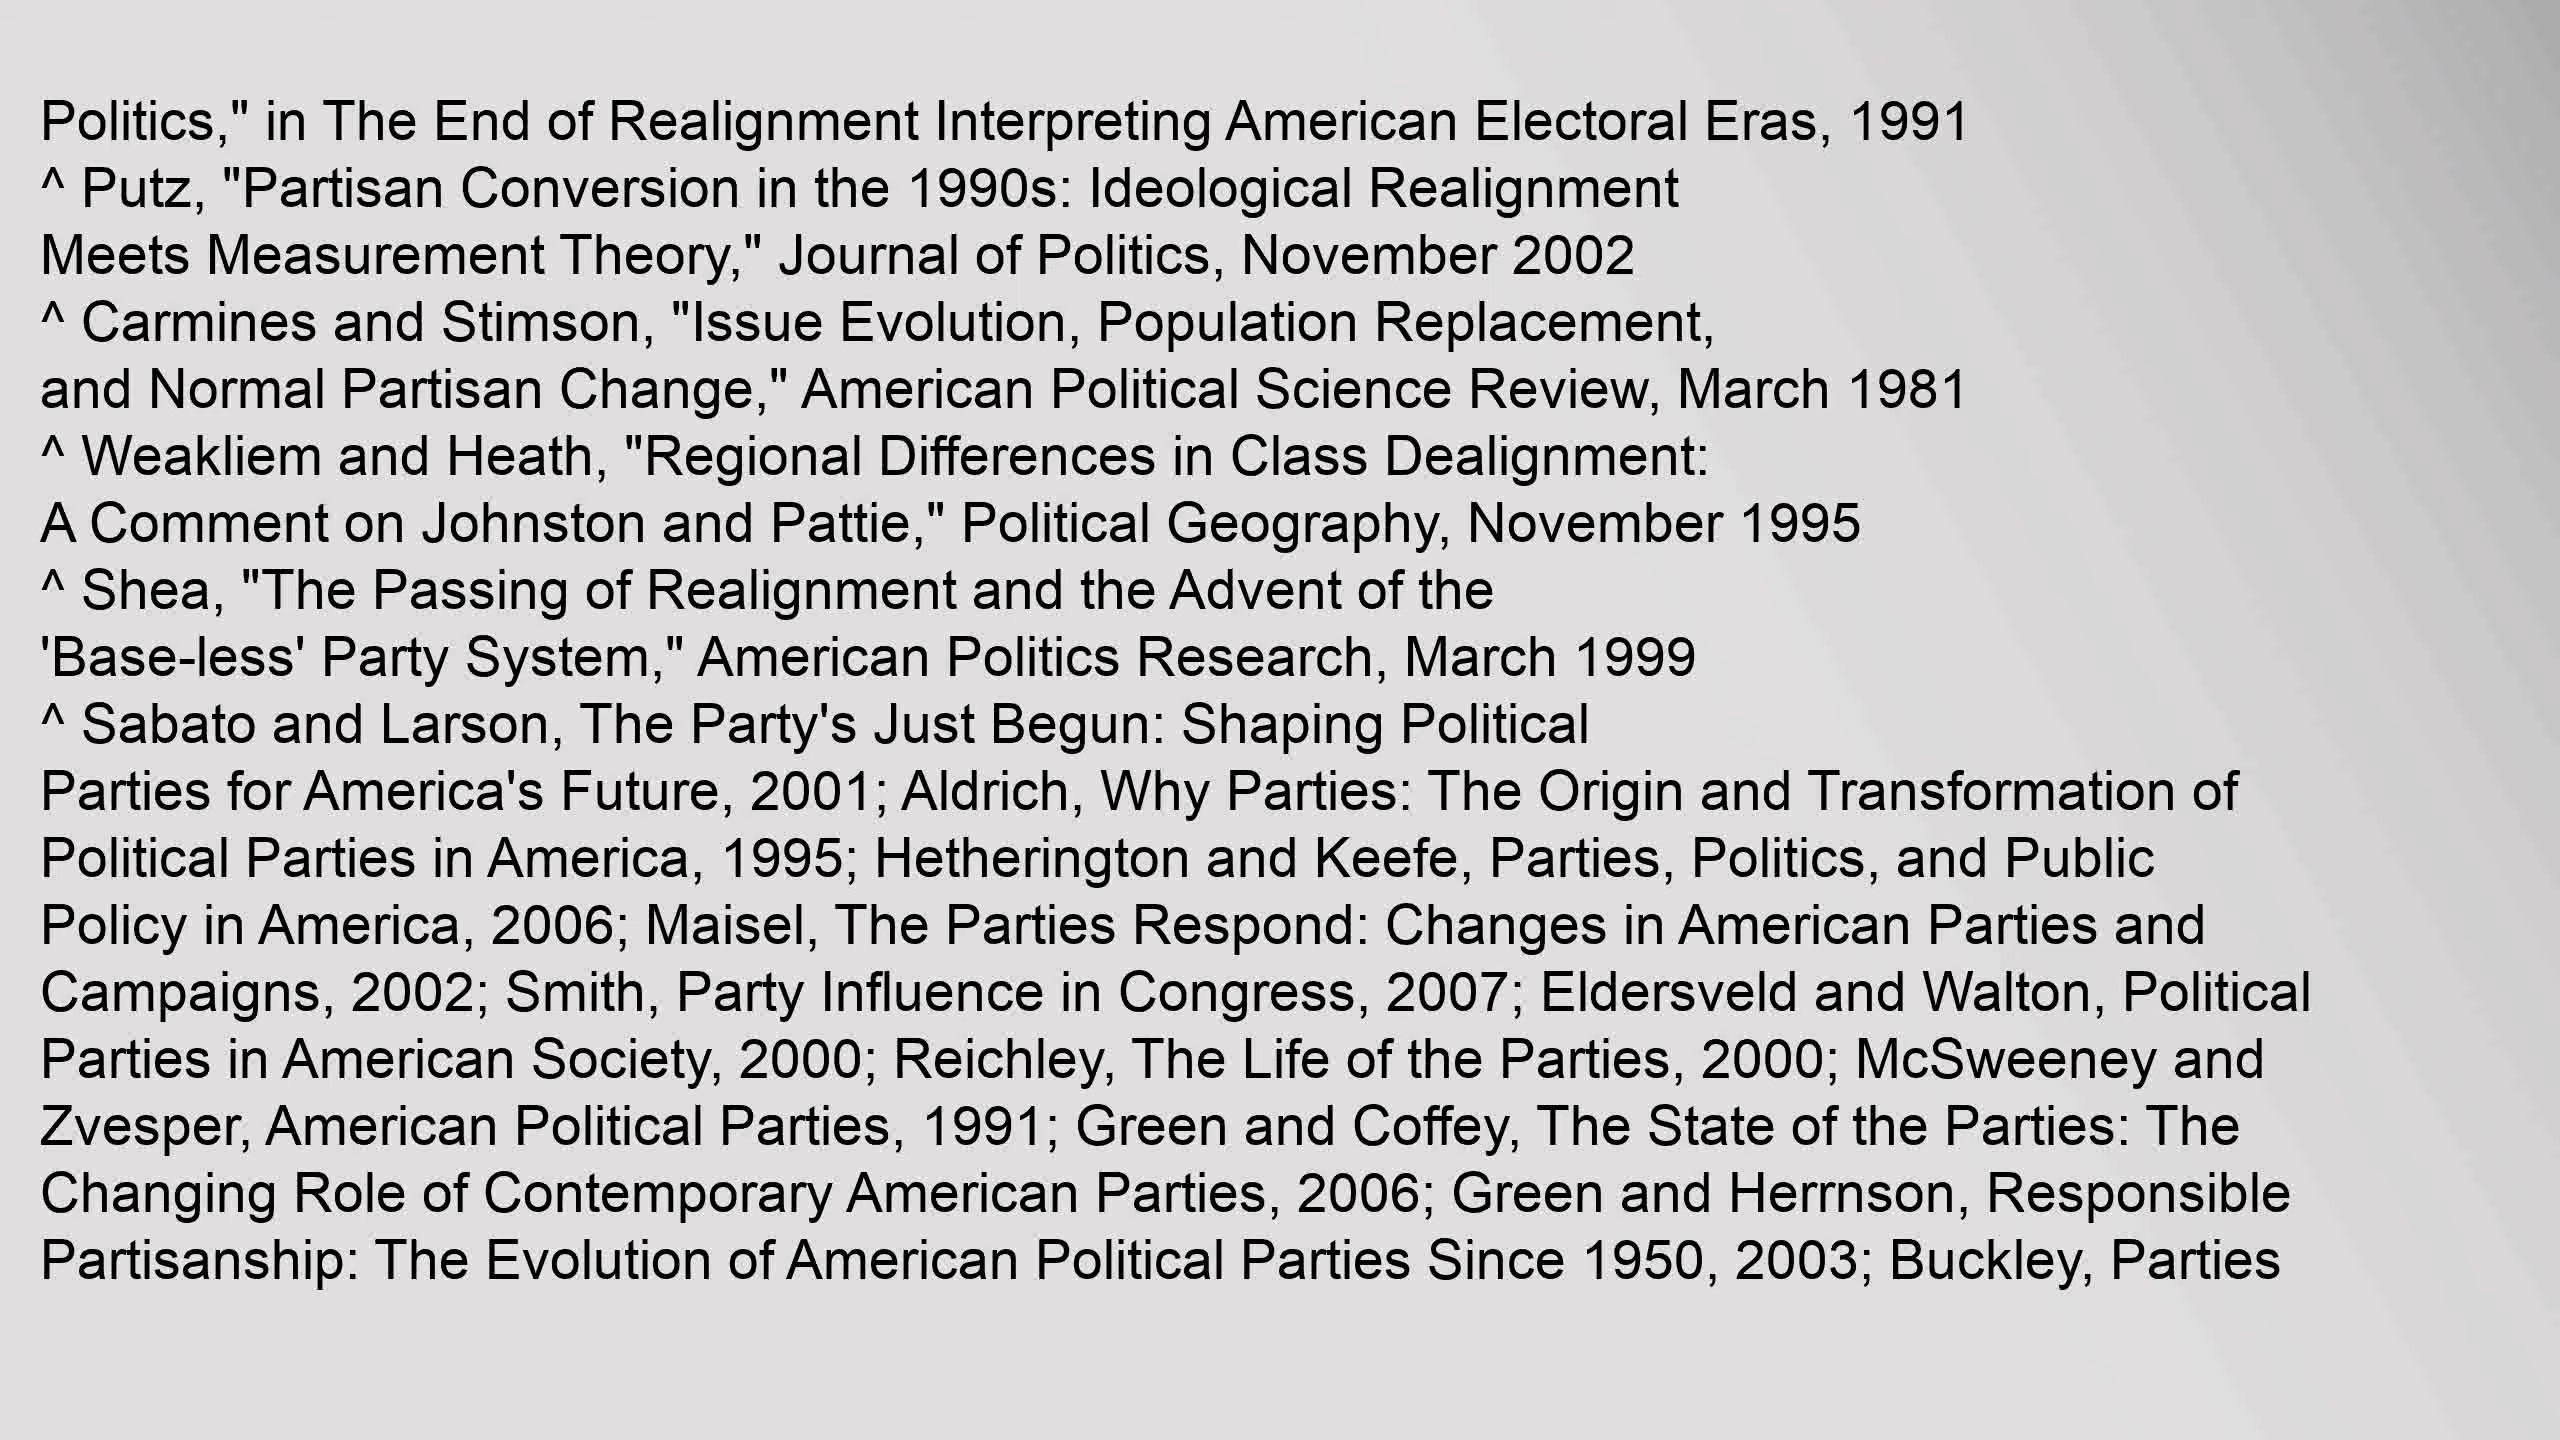 Politics," in The End of Realignment Interpreting American Electoral Eras, 1991
^ Putz, "Partisan Conversion in the 1990s: Ideological Realignment
Meets Measurement Theory," Journal of Politics, November 2002
^ Carmines and Stimson, "Issue Evolution, Population Replacement,
and Normal Partisan Change," American Political Science Review, March 1981
^ Weakliem and Heath, "Regional Differences in Class Dealignment:
A Comment on Johnston and Pattie," Political Geography, November 1995
^ Shea, "The Passing of Realignment and the Advent of the
'Base-less' Party System," American Politics Research, March 1999
^ Sabato and Larson, The Party's Just Begun: Shaping Political
Parties for America's Future, 2001; Aldrich, Why Parties: The Origin and Transformation of
Political Parties in America, 1995; Hetherington and Keefe, Parties, Politics, and Public
Policy in America, 2006; Maisel, The Parties Respond: Changes in American Parties and
Campaigns, 2002; Smith, Party Influence in Congress, 2007; Eldersveld and Walton, Political
Parties in American Society, 2000; Reichley, The Life of the Parties, 2000; McSweeney and
Zvesper, American Political Parties, 1991; Green and Coffey, The State of the Parties: The
Changing Role of Contemporary American Parties, 2006; Green and Herrnson, Responsible
Partisanship: The Evolution of American Political Parties Since 1950, 2003; Buckley, Parties